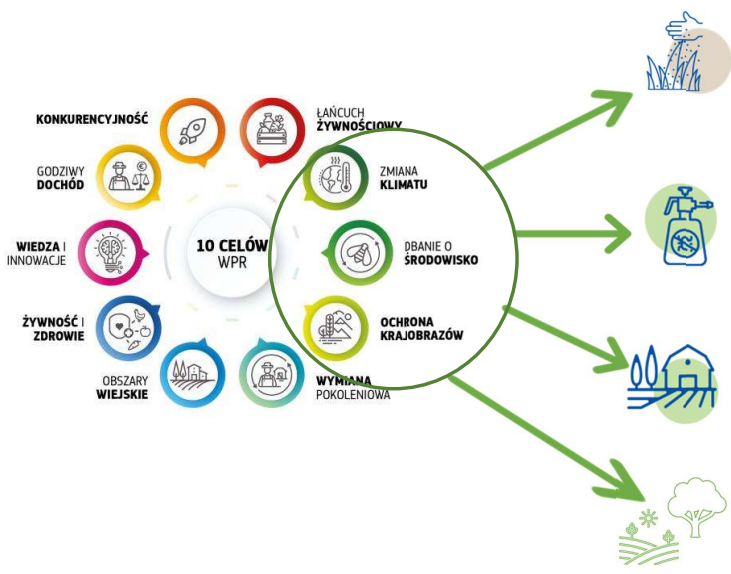 KONKURENCYJNOŚĆ
ŁAŃCUCH
ŻYWNOŚCIOWY
GODZIWY
DOCHÓD
ZMIANA
KLIMATU
WIEDZA I
INNOWACJE
10 CELÓW
WPR
DBANIE O
ŚRODOWISKO
ŻYWNOŚĆ I
ZDROWIE
OCHRONA
KRAJOBRAZÓW
OBSZARY
WIEJSKIE
WYMIANA
POKOLENIOWA